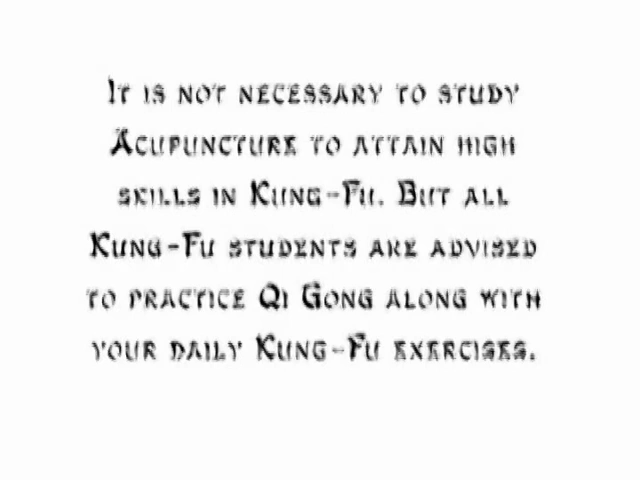 It is not necessary to study
Acupuncture to attain high
skills in Kung-Fu. But all
Kung-Fu students are advised
to practice Qi Gong along with
your daily Kung-Fu exercises.